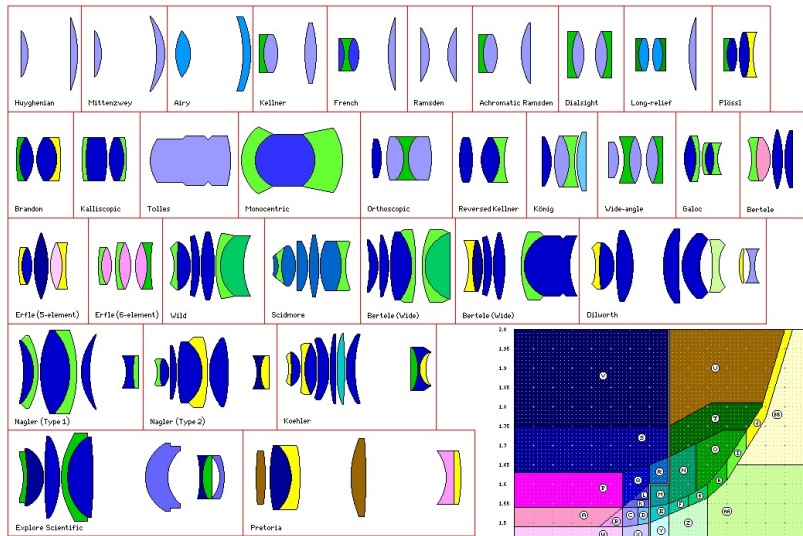 Huyghenian
Mittenzwey
Airy
Kellner
French
Ramsden
Achromatic Ramsden
Dialsight
Long-relief
Plössl
Brandon
Kalliscopic
Tolles
Monocentric
Orthoscopic
Reversed Kellner
König
Wide-angle
Galoc
Bertele
Erfle (5-element)
Erfle (6-element)
Wild
Scidmore
Bertele (Wide)
Bertele (Wide)
Dilworth
Nagler (Type 1)
Nagler (Type 2)
Koehler
Explore Scientific
Pretoria
2.0
1.95
1.9
1.85
1.8
1.75
1.7
1.65
1.6
1.55
1.5
V
U
T
S
BB
P
A
N
M
Z
AA
Y